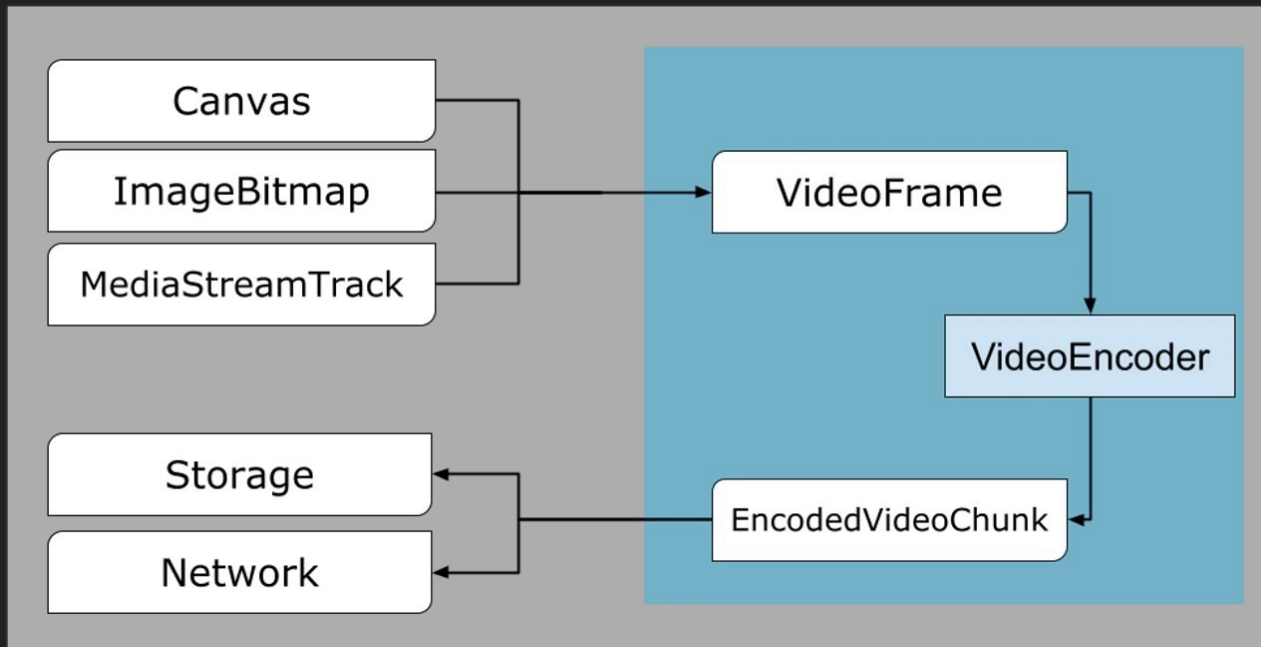 Canvas
ImageBitmap
MediaStreamTrack
VideoFrame
VideoEncoder
EncodedVideoChunk
Storage
Network